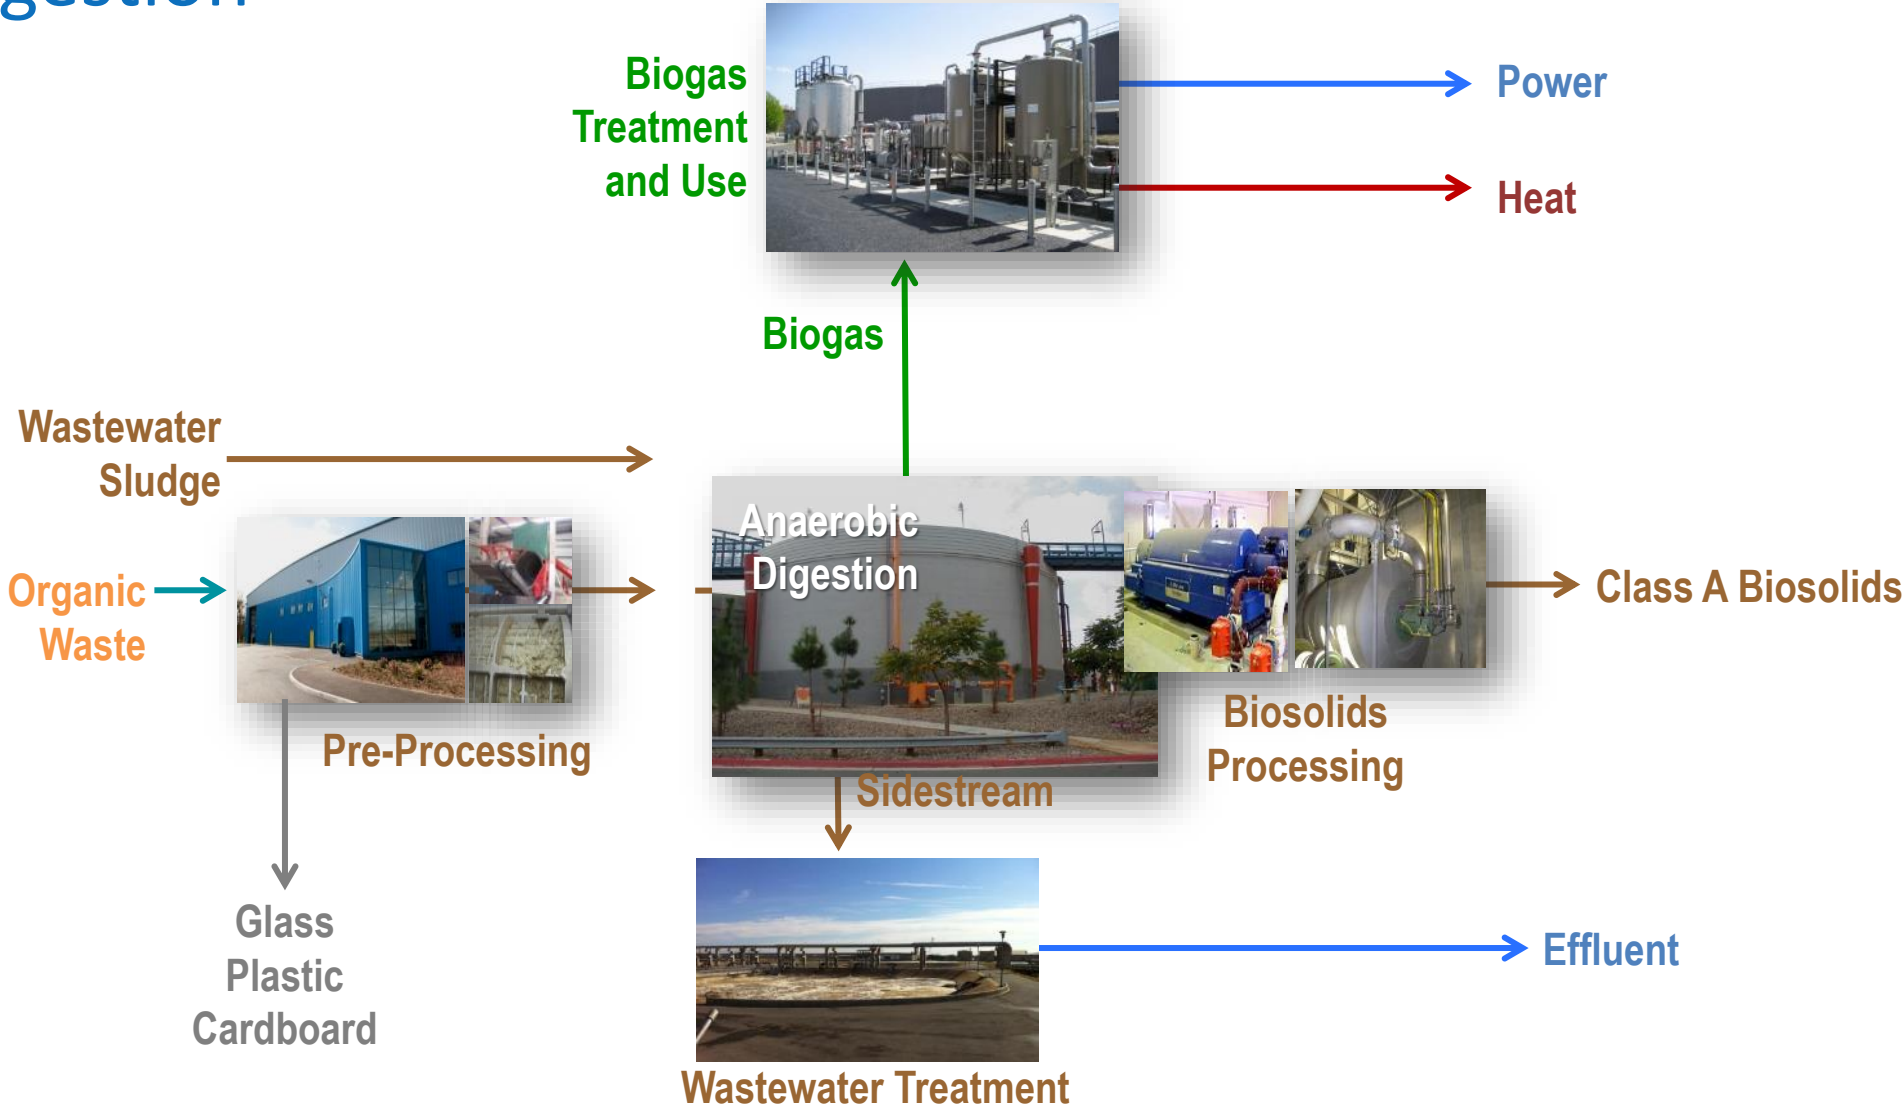 Biogas
Treatment
and Use
Power
Heat
Biogas
Wastewater
Sludge
Anaerobic
Digestion
Organic
Waste
Class A Biosolids
Pre-Processing
Biosolids
Processing
Sidestream
Glass
Plastic
Cardboard
Effluent
Wastewater Treatment